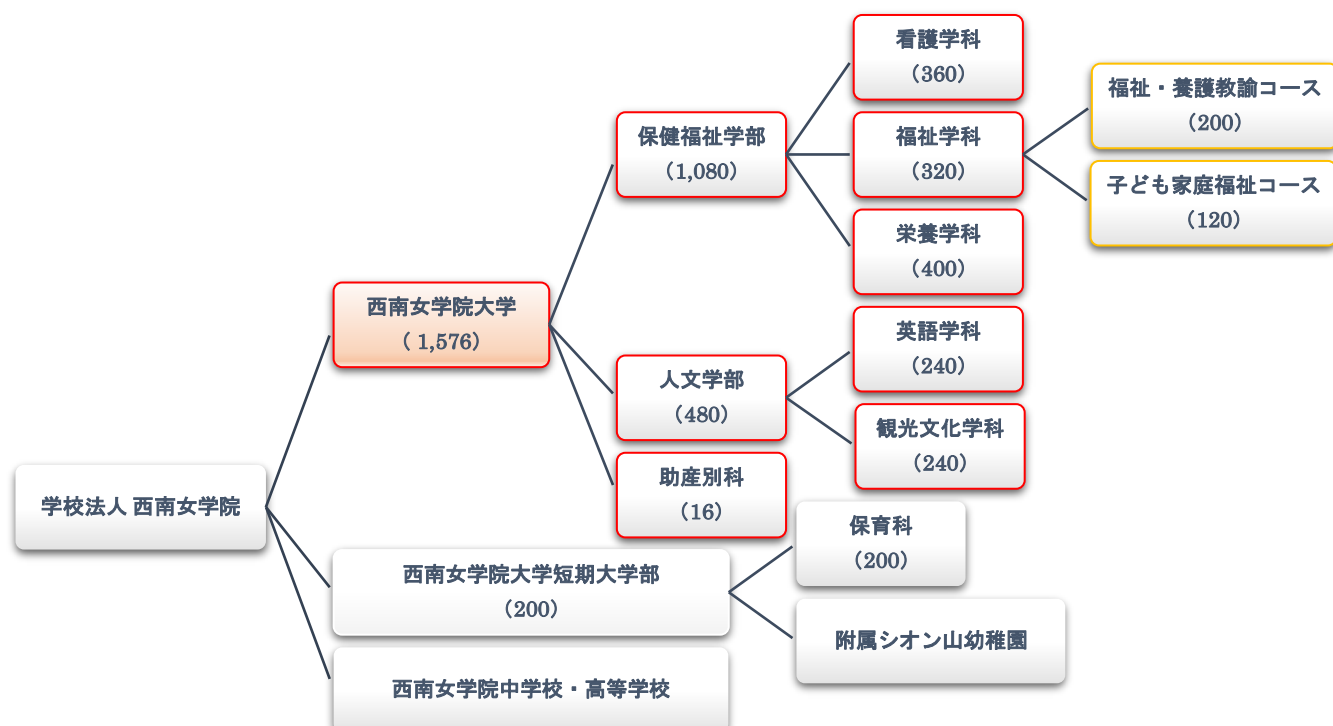 学校法人 西南女学院
西南女学院大学
( 1,576)
保健福祉学部
(1,080)
看護学科
(360)
福祉学科
(320)
福祉・養護教諭コース
(200)
子ども家庭福祉コース
(120)
栄養学科
(400)
人文学部
(480)
英語学科
(240)
観光文化学科
(240)
助産別科
(16)
西南女学院大学短期大学部
(200)
保育科
(200)
附属シオン山幼稚園
西南女学院中学校・高等学校